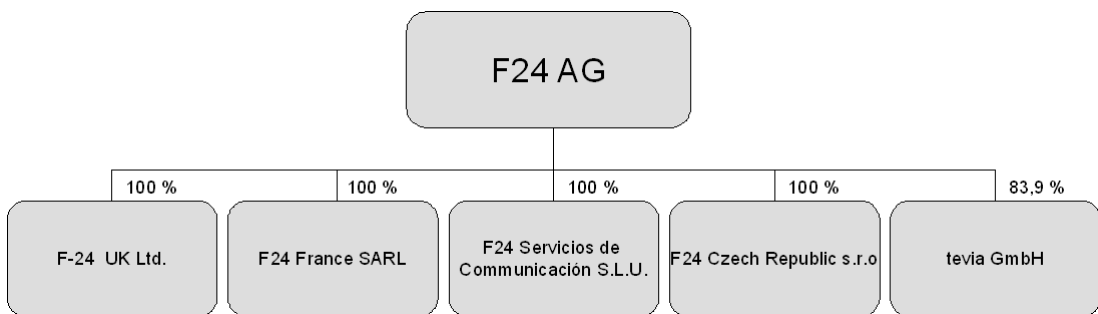 F24 AG
100 %
100 %
100 %
100 %
83,9 %
F-24 UK Ltd.
F24 France SARL
F24 Servicios de
Communicación S.L.U.
F24 Czech Republic s.r.o
tevia GmbH